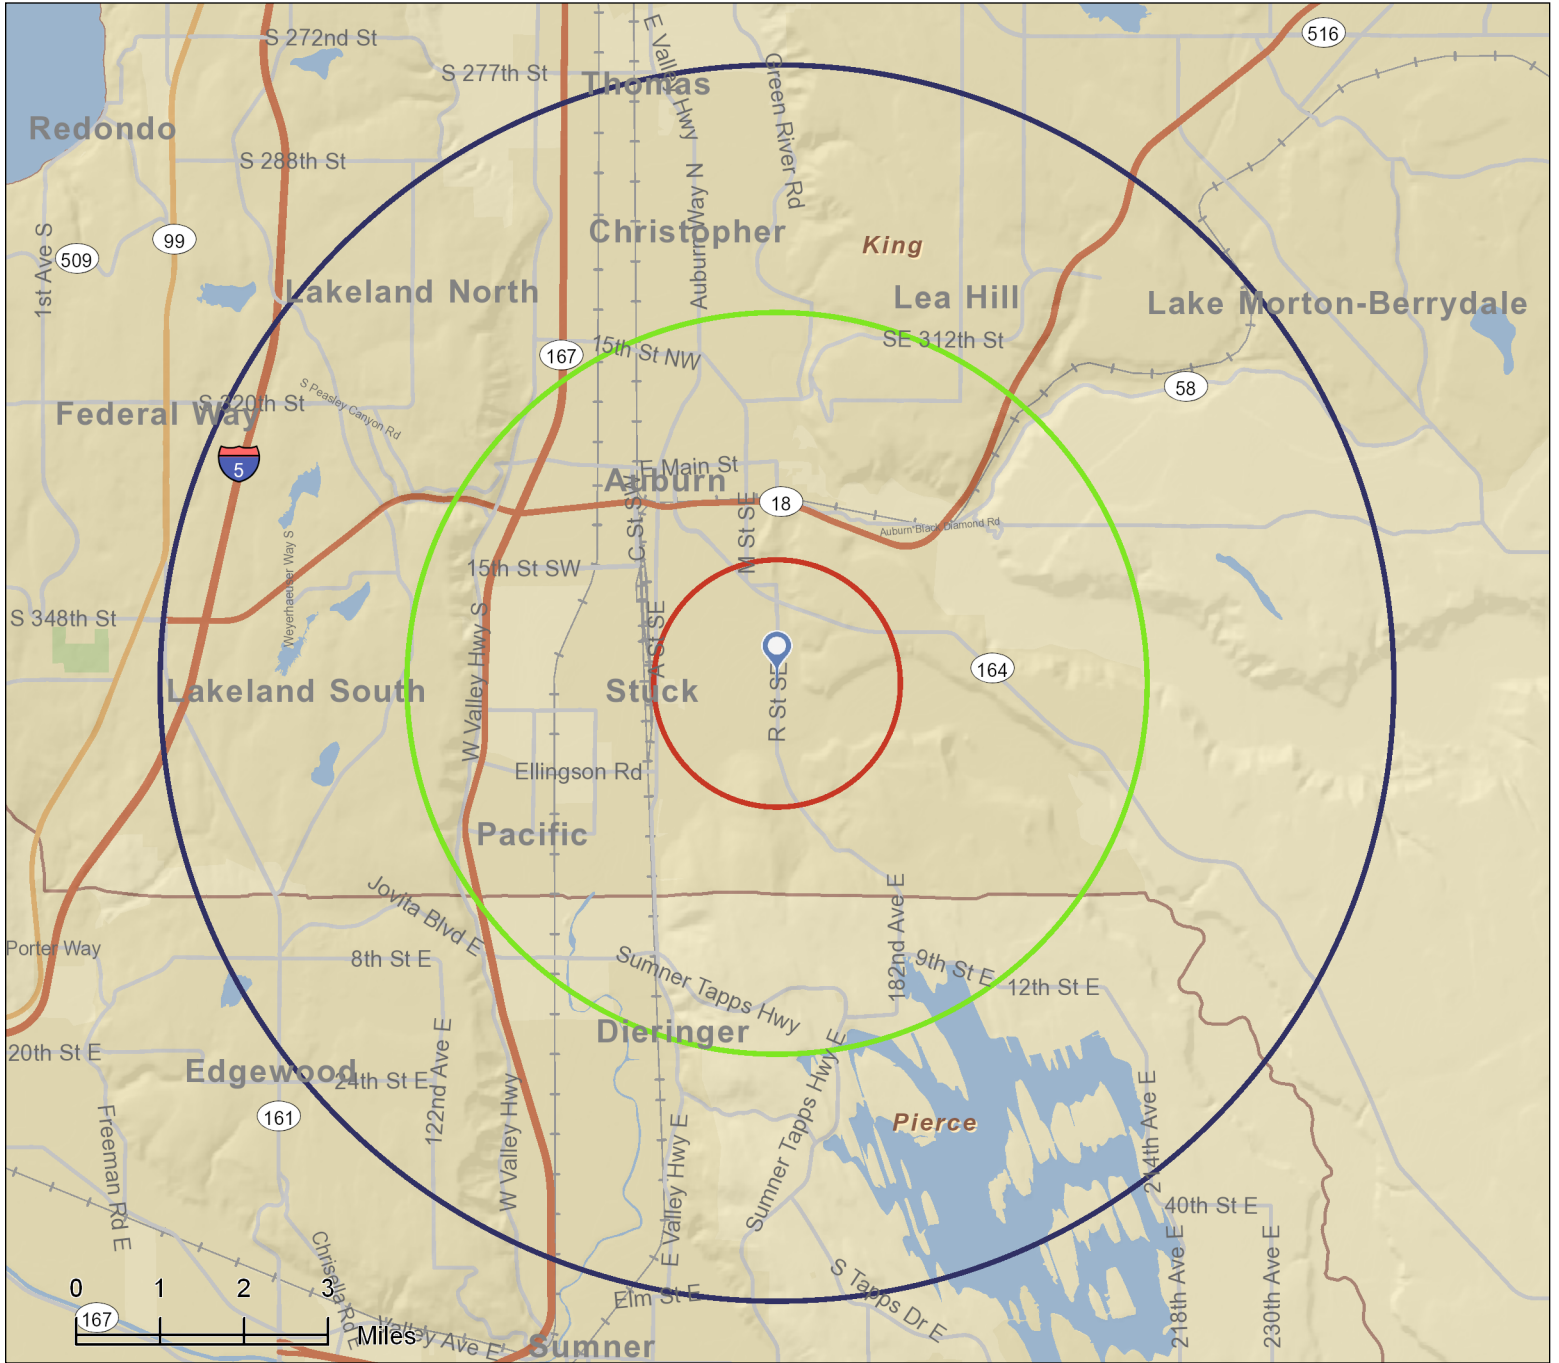 516
S 272nd St
E Valley Hwy
S 277th St
Thomas
Green River Rd
Redondo
S 288th St
Auburn Way N
Christopher
King
99
509
1st Ave S
Lakeland North
Lea Hill
Lake Morton-Berrydale
SE 312th St
15th St NW
167
58
S Peasley Canyon Rd
S 320th St
Federal Way
5
E Main St
Auburn
18
C St SW
M St SE
Auburn Black Diamond Rd
15th St SW
Weyerhaeuser Way S
S 348th St
W Valley Hwy S
A St SE
164
Lakeland South
Stuck
R St SE
Ellingson Rd
Pacific
Jovita Blvd E
182nd Ave E
Porter Way
8th St E
Sumner Tapps Hwy
9th St E
12th St E
Dieringer
20th St E
Edgewood
24th St E
122nd Ave E
W Valley Hwy
Sumner Tapps Hwy E
214th Ave E
161
Pierce
Freeman Rd E
E Valley Hwy E
40th St E
218th Ave E
230th Ave E
Chrisella Rd E
S Tapps Dr E
Elm St E
0 1 2 3
167
Miles
Valley Ave E
Sumner